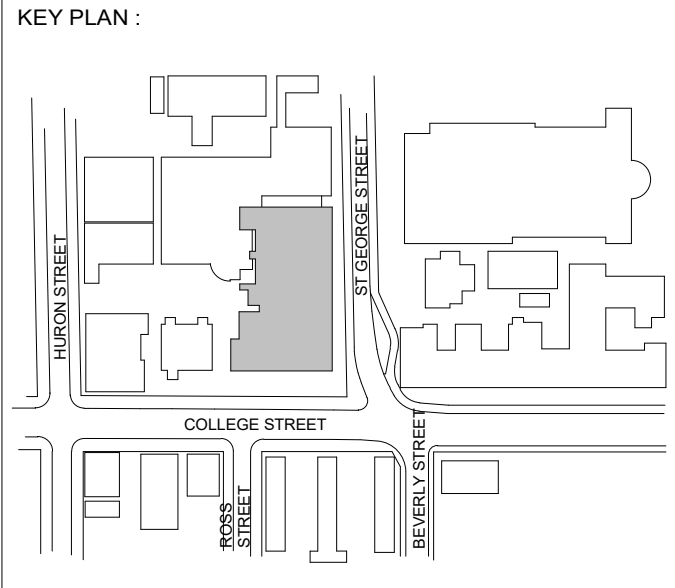 KEY PLAN :
ST GEORGE STREET
HURON STREET
COLLEGE STREET
BEVERLY STREET
ROSS
STREET